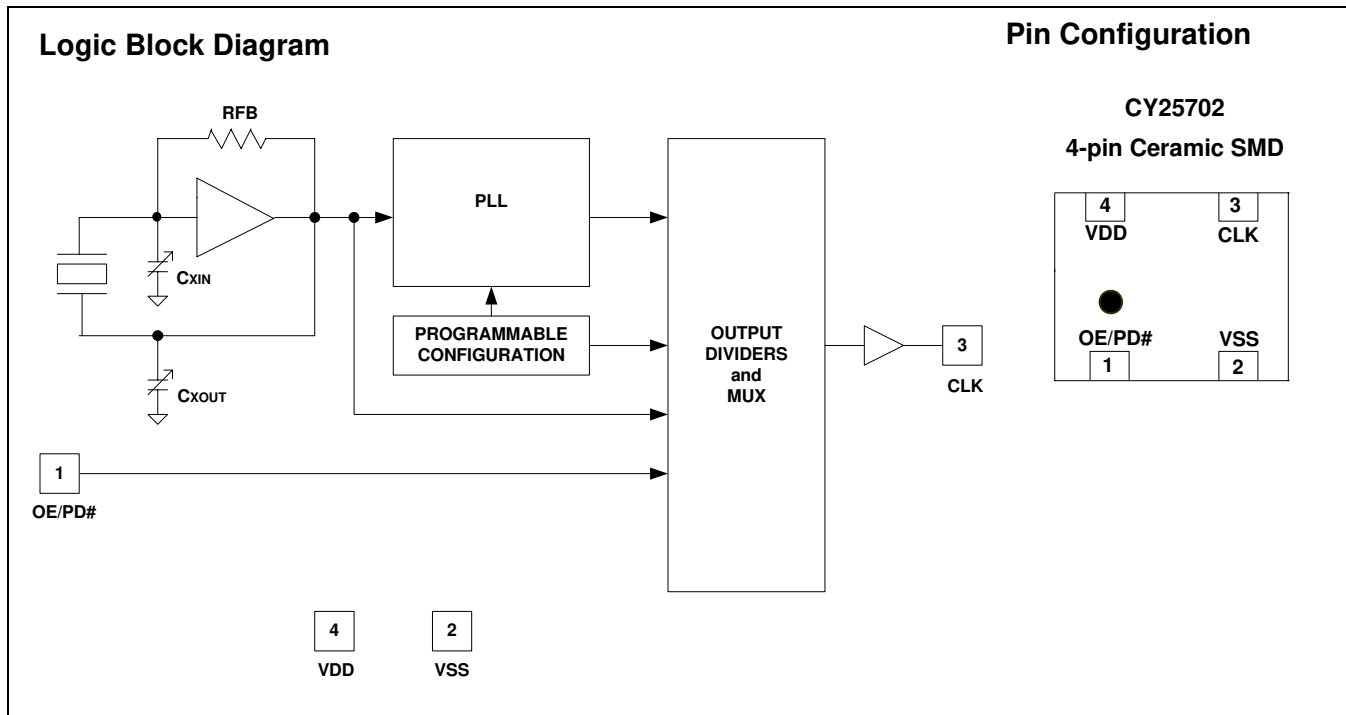 Logic Block Diagram
Pin Configuration
RFB
PLL
CXIN
CXOUT
PROGRAMMABLE
CONFIGURATION
OUTPUT
DIVIDERS
and
MUX
3
CLK
1
OE/PD#
4
VDD
2
VSS
CY25702
4-pin Ceramic SMD
4
VDD
3
CLK
OE/PD#
1
VSS
2